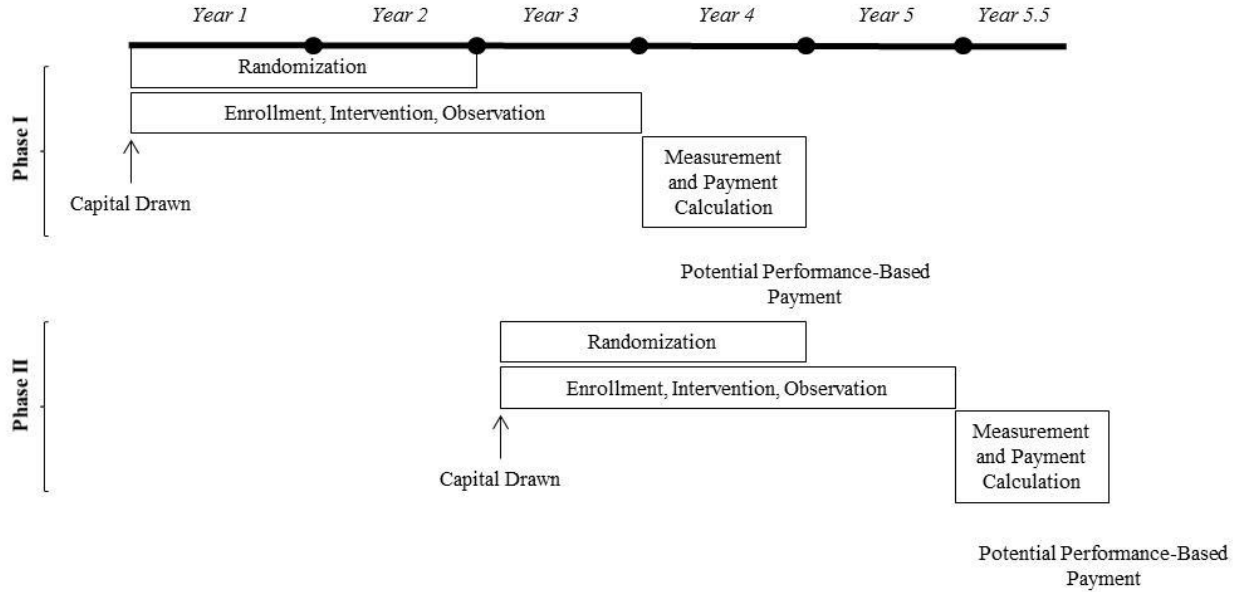 Year 1 Year 2 Year 3 Year 4 Year 5 Year 5.5
Phase I
Randomization
Enrollment, Intervention, Observation
Measurement
and Payment
Calculation
Capital Drawn
Potential Performance-Based
Payment
Phase II
Randomization
Enrollment, Intervention, Observation
Measurement
and Payment
Calculation
Capital Drawn
Potential Performance-Based
Payment